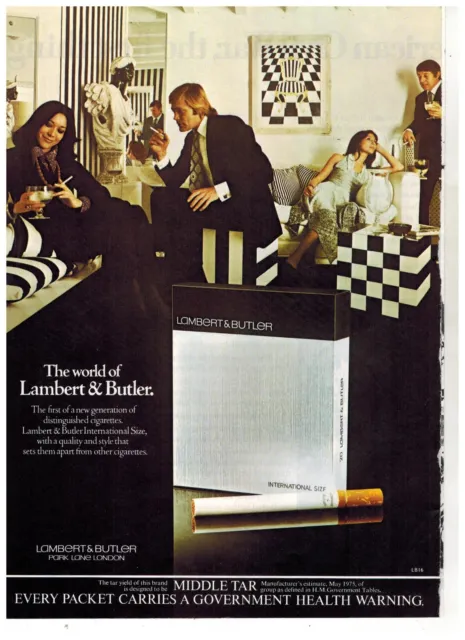 LAMBERT & BUTLER
INTERNATIONAL SIZE
The world of
Lambert & Butler.
The first of a new generation of
distinguished cigarettes.
Lambert & Butler International Size,
with a quality and style that
sets them apart from other cigarettes.
LAMBERT & BUTLER
PARK LANE LONDON
LB16
The tar yield of this brand
is designed to be
MIDDLE TAR
Manufacturer's estimate, May 1975, of
group as defined in H.M. Government Tables.
EVERY PACKET CARRIES A GOVERNMENT HEALTH WARNING.